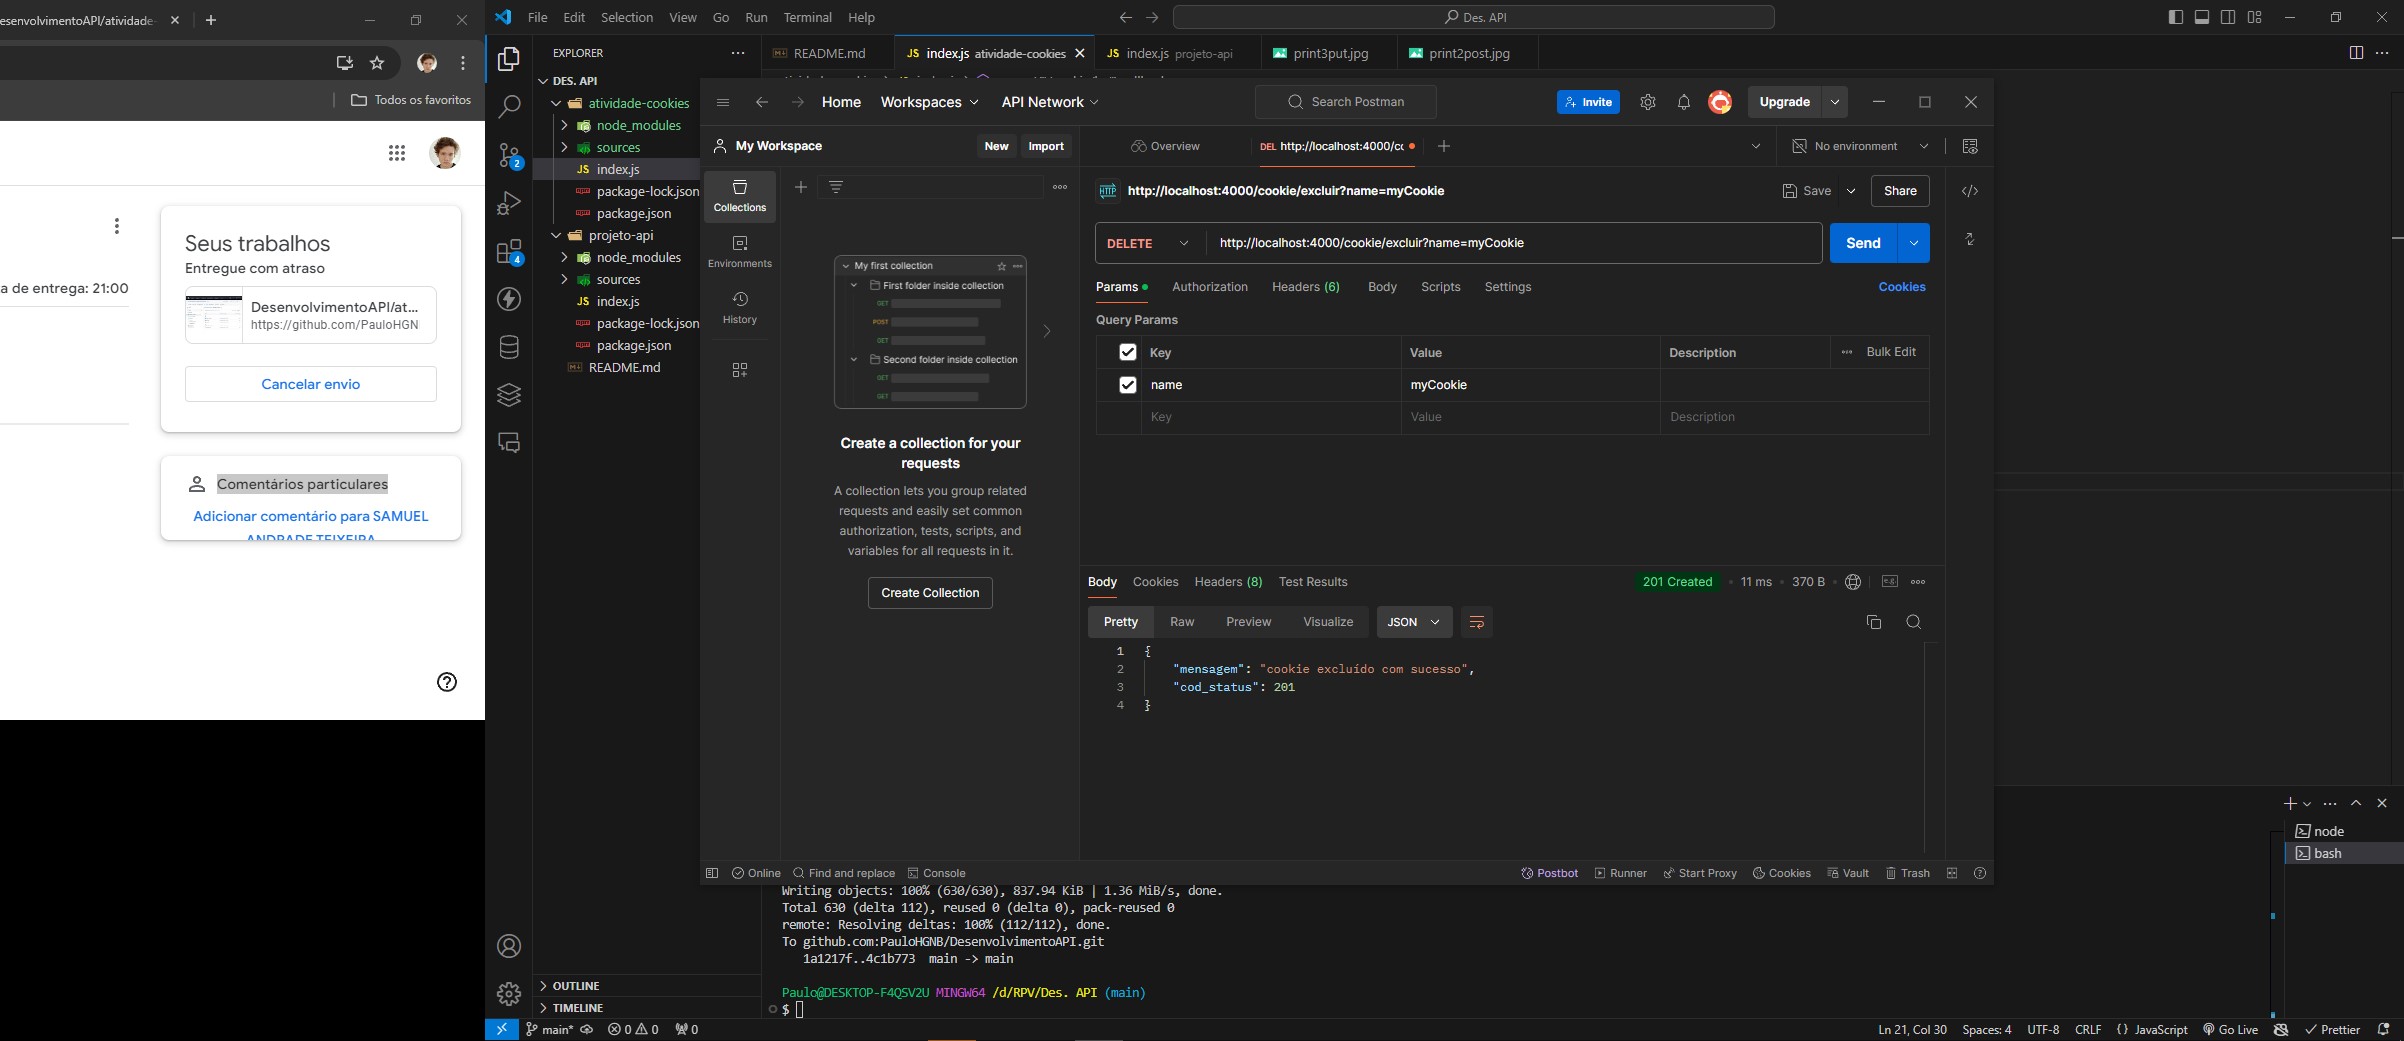 esenvolvimentoAPI/atividade-
Todos os favoritos
a de entrega: 21:00
Seus trabalhos
Entregue com atraso
DesenvolvimentoAPI/at...
https://github.com/PauloHGN
Cancelar envio
Comentários particulares
Adicionar comentário para SAMUEL
ANDRADE TEIXEIRA
File Edit Selection View Go Run Terminal Help
Des. API
EXPLORER
README.md
index.js atividade-cookies
index.js projeto-api
print3put.jpg
print2post.jpg
2
4
DES. API
atividade-cookies
node_modules
sources
JS index.js
package-lock.json
package.json
projeto-api
node_modules
sources
JS index.js
package-lock.json
package.json
README.md
OUTLINE
TIMELINE
Home Workspaces API Network
Search Postman
Invite
Upgrade
My Workspace
New Import
Overview
DEL http://localhost:4000/cc
No environment
Collections
Environments
History
My first collection
First folder inside collection
GET
POST
GET
Second folder inside collection
GET
GET
Create a collection for your
requests
A collection lets you group related
requests and easily set common
authorization, tests, scripts, and
variables for all requests in it.
Create Collection
HTTP http://localhost:4000/cookie/excluir?name=myCookie
Save Share
DELETE http://localhost:4000/cookie/excluir?name=myCookie
Send
Params Authorization Headers (6) Body Scripts Settings Cookies
Query Params
Key Value Description Bulk Edit
name myCookie
Key Value Description
Body Cookies Headers (8) Test Results 201 Created 11 ms 370 B
Pretty Raw Preview Visualize JSON
1 {
2 "mensagem": "cookie excluído com sucesso",
3 "cod_status": 201
4 }
Online Find and replace Console
Postbot Runner Start Proxy Cookies Vault Trash
Writing objects: 100% (630/630), 837.94 KiB | 1.36 MiB/s, done.
Total 630 (delta 112), reused 0 (delta 0), pack-reused 0
remote: Resolving deltas: 100% (112/112), done.
To github.com:PauloHGNB/DesenvolvimentoAPI.git
1a1217f..4c1b773 main -> main
Paulo@DESKTOP-F4QSV2U MINGW64 /d/RPV/Des. API (main)
$
node
bash
main* 0 0 0
Ln 21, Col 30 Spaces: 4 UTF-8 CRLF {} JavaScript Go Live Prettier